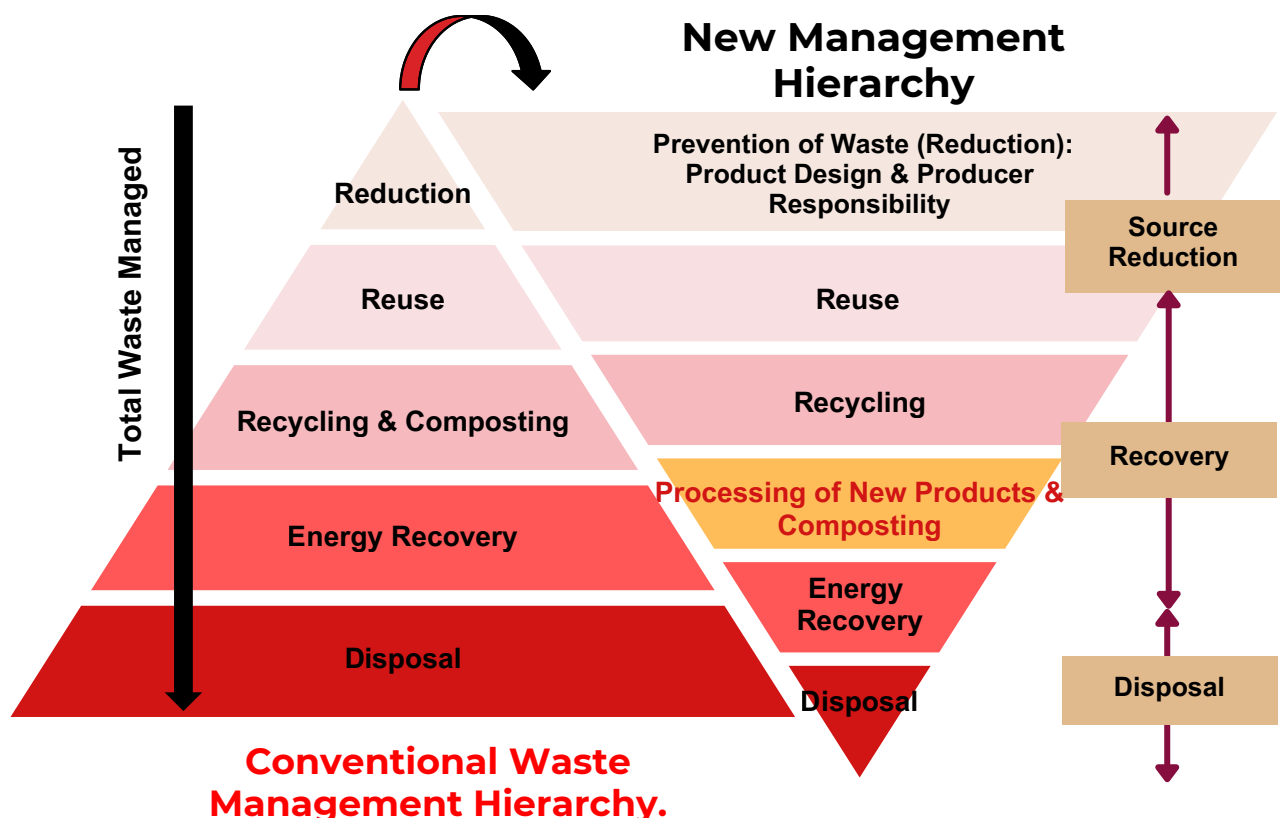 New Management
Hierarchy
Total Waste Managed
Reduction
Reuse
Recycling & Composting
Energy Recovery
Disposal
Conventional Waste
Management Hierarchy.
Prevention of Waste (Reduction):
Product Design & Producer
Responsibility
Reuse
Recycling
Processing of New Products &
Composting
Energy
Recovery
Disposal
Source
Reduction
Recovery
Disposal